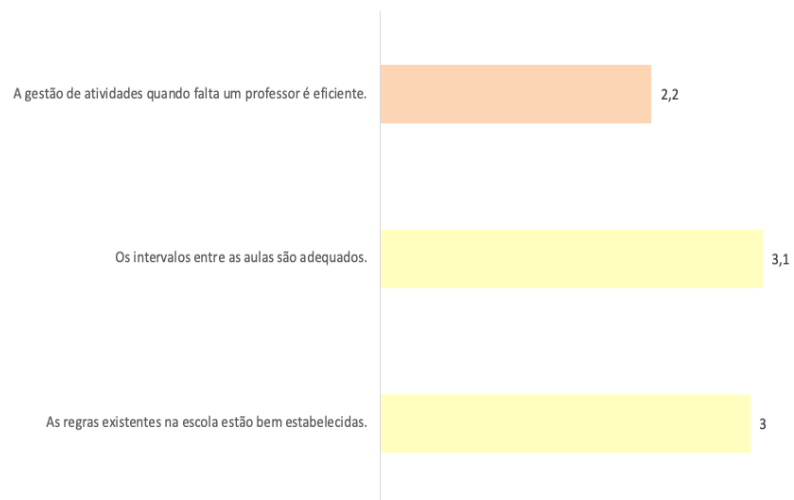 A gestão de atividades quando falta um professor é eficiente.
2,2
Os intervalos entre as aulas são adequados.
3,1
As regras existentes na escola estão bem estabelecidas.
3